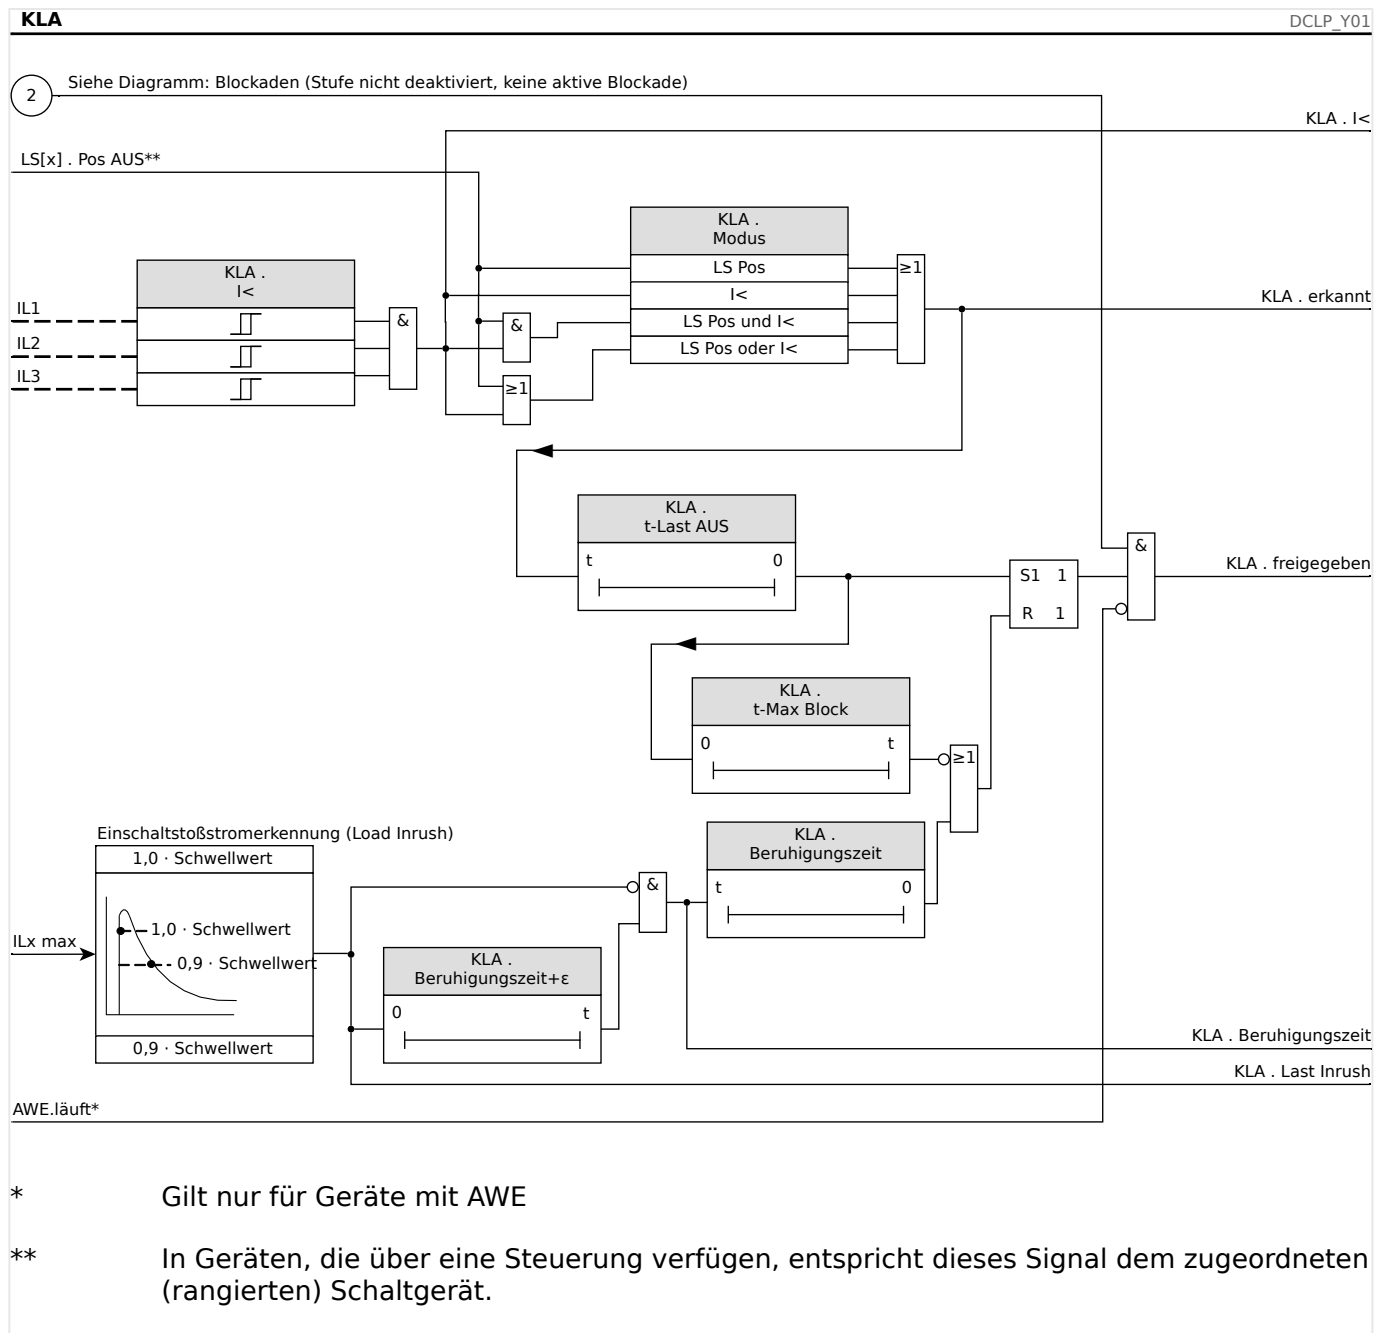 KLA
DCLP_Y01
2
Siehe Diagramm: Blockaden (Stufe nicht deaktiviert, keine aktive Blockade)
KLA . I<
LS[x] . Pos AUS**
KLA .
Modus
LS Pos
I<
LS Pos und I<
LS Pos oder I<
≥1
KLA . erkannt
KLA .
I<
IL1
IL2
IL3
&
&
≥1
KLA .
t-Last AUS
t 0
S1 1
R 1
&
KLA . freigegeben
KLA .
t-Max Block
0 t
≥1
Einschaltstoßstromerkennung (Load Inrush)
1,0 · Schwellwert
1,0 · Schwellwert
0,9 · Schwellwert
0,9 · Schwellwert
ILx max
KLA .
Beruhigungszeit+ε
0 t
&
KLA .
Beruhigungszeit
t 0
KLA . Beruhigungszeit
KLA . Last Inrush
AWE.läuft*
* Gilt nur für Geräte mit AWE
** In Geräten, die über eine Steuerung verfügen, entspricht dieses Signal dem zugeordneten
(rangierten) Schaltgerät.